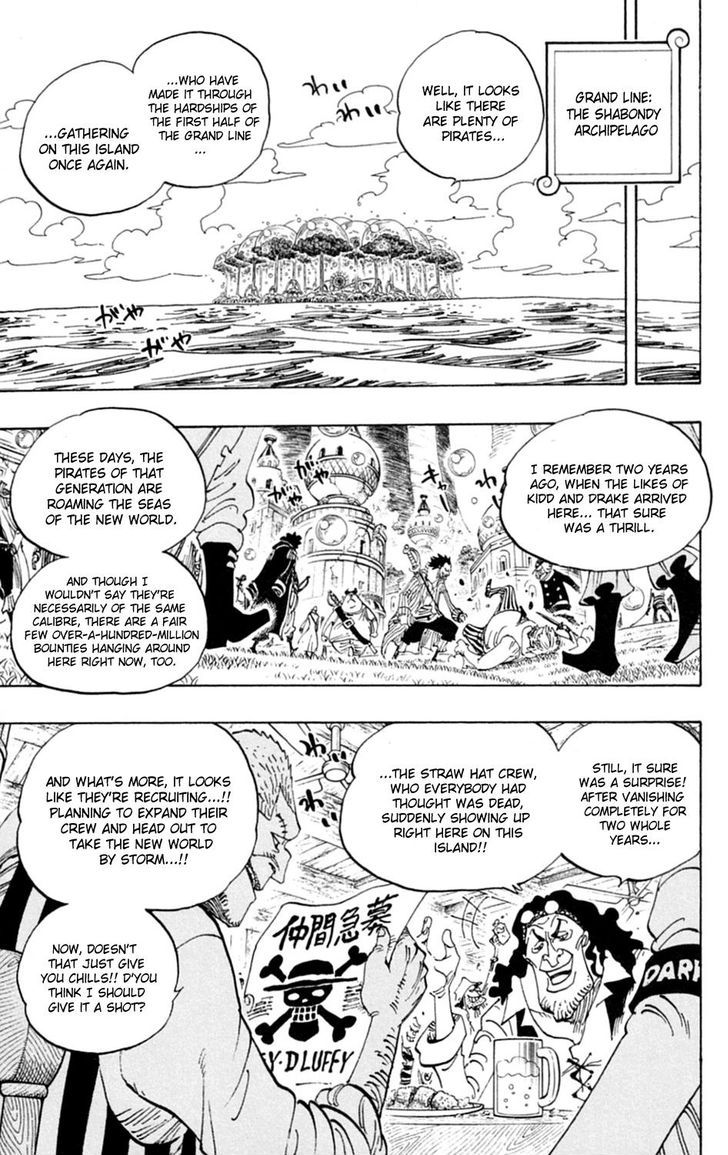 GRAND LINE:
THE SHABONDY
ARCHIPELAGO
WELL, IT LOOKS
LIKE THERE
ARE PLENTY OF
PIRATES...
...WHO HAVE
MADE IT THROUGH
THE HARDSHIPS OF
THE FIRST HALF OF
THE GRAND LINE
...
...GATHERING
ON THIS ISLAND
ONCE AGAIN.
わい
ガヤ
ガヤ
I REMEMBER TWO YEARS
AGO, WHEN THE LIKES OF
KIDD AND DRAKE ARRIVED
HERE... THAT SURE
WAS A THRILL.
THESE DAYS, THE
PIRATES OF THAT
GENERATION ARE
ROAMING THE SEAS
OF THE NEW WORLD.
AND THOUGH I
WOULDN'T SAY THEY'RE
NECESSARILY OF THE SAME
CALIBRE, THERE ARE A FAIR
FEW OVER-A-HUNDRED-MILLION
BOUNTIES HANGING AROUND
HERE RIGHT NOW, TOO.
STILL, IT SURE
WAS A SURPRISE!
AFTER VANISHING
COMPLETELY FOR
TWO WHOLE
YEARS...
...THE STRAW HAT CREW,
WHO EVERYBODY HAD
THOUGHT WAS DEAD,
SUDDENLY SHOWING UP
RIGHT HERE ON THIS
ISLAND!!
AND WHAT'S MORE, IT LOOKS
LIKE THEY'RE RECRUITING...!!
PLANNING TO EXPAND THEIR
CREW AND HEAD OUT TO
TAKE THE NEW WORLD
BY STORM...!!
NOW, DOESN'T
THAT JUST GIVE
YOU CHILLS!! D'YOU
THINK I SHOULD
GIVE IT A SHOT?
仲間急募
Y·D LUFFY
DAR